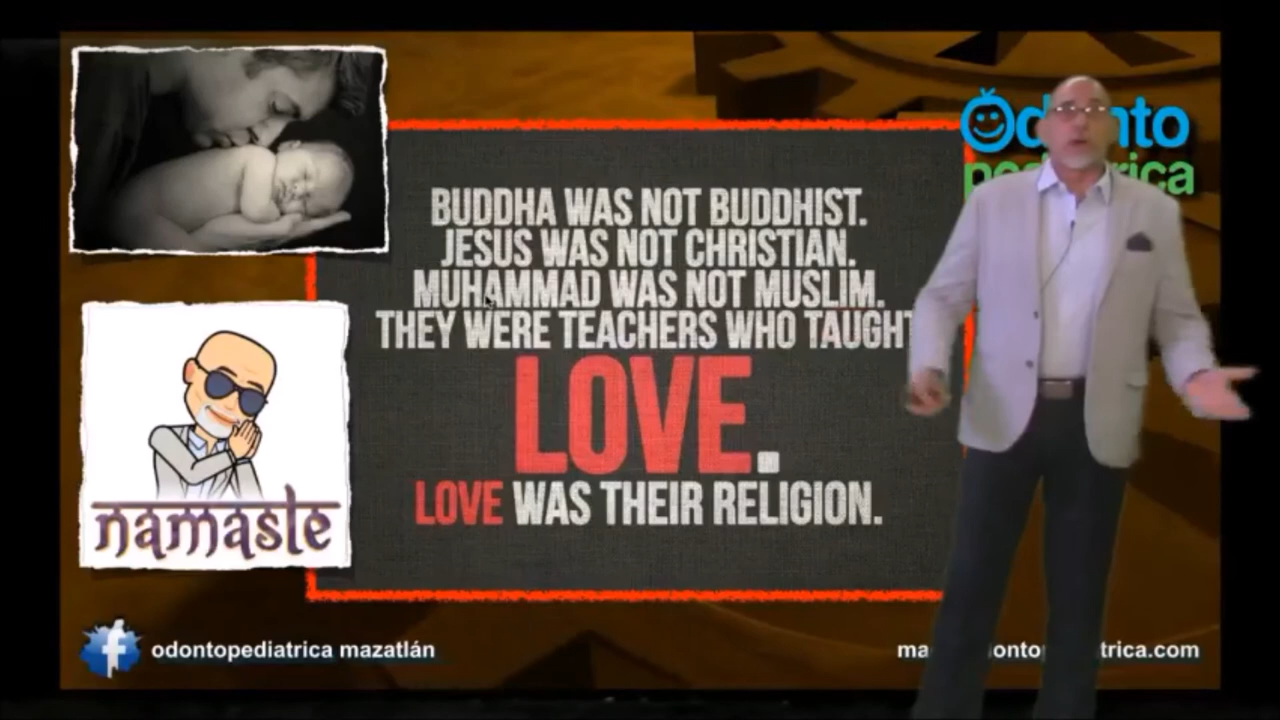 BUDDHA WAS NOT BUDDHIST.
JESUS WAS NOT CHRISTIAN.
MUHAMMAD WAS NOT MUSLIM.
THEY WERE TEACHERS WHO TAUGHT
LOVE.
LOVE WAS THEIR RELIGION.
namaste
odontopediatrica mazatlán